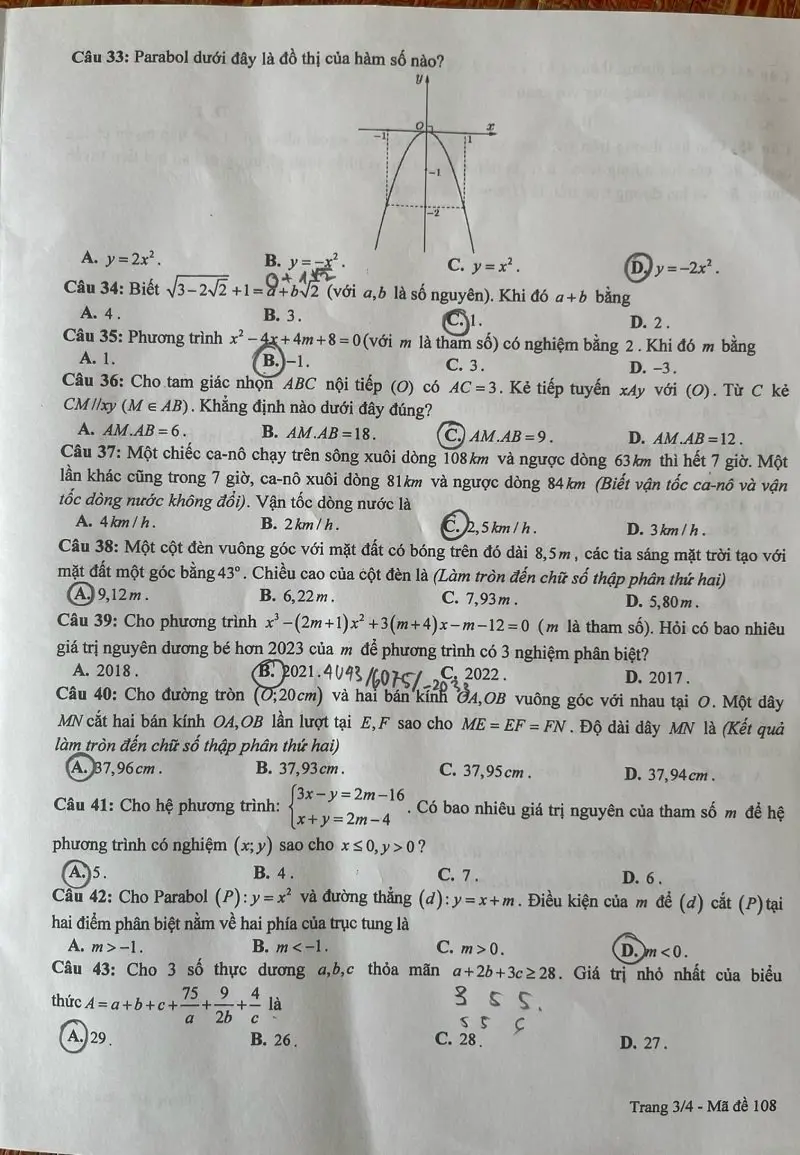 Câu 33: Parabol dưới đây là đồ thị của hàm số nào?
y
O
x
-1
1
-1
-2
A. y = 2x². B. y = -x². C. y = x². D. y = -2x².
Câu 34: Biết √(3-2√2) + 1 = a + b√2 (với a,b là số nguyên). Khi đó a+b bằng
A. 4. B. 3. C. 1. D. 2.
Câu 35: Phương trình x² - 4x + 4m + 8 = 0 (với m là tham số) có nghiệm bằng 2. Khi đó m bằng
A. 1. B. -1. C. 3. D. -3.
Câu 36: Cho tam giác nhọn ABC nội tiếp (O) có AC = 3. Kẻ tiếp tuyến xAy với (O). Từ C kẻ
CM//xy (M ∈ AB). Khẳng định nào dưới đây đúng?
A. AM.AB = 6. B. AM.AB = 18. C. AM.AB = 9. D. AM.AB = 12.
Câu 37: Một chiếc ca-nô chạy trên sông xuôi dòng 108km và ngược dòng 63km thì hết 7 giờ. Một
lần khác cũng trong 7 giờ, ca-nô xuôi dòng 81km và ngược dòng 84km (Biết vận tốc ca-nô và vận
tốc dòng nước không đổi). Vận tốc dòng nước là
A. 4km/h. B. 2km/h. C. 2,5km/h. D. 3km/h.
Câu 38: Một cột đèn vuông góc với mặt đất có bóng trên đó dài 8,5m, các tia sáng mặt trời tạo với
mặt đất một góc bằng 43°. Chiều cao của cột đèn là (Làm tròn đến chữ số thập phân thứ hai)
A. 9,12m. B. 6,22m. C. 7,93m. D. 5,80m.
Câu 39: Cho phương trình x³ - (2m+1)x² + 3(m+4)x - m - 12 = 0 (m là tham số). Hỏi có bao nhiêu
giá trị nguyên dương bé hơn 2023 của m để phương trình có 3 nghiệm phân biệt?
A. 2018. B. 2021. C. 2022. D. 2017.
Câu 40: Cho đường tròn (O;20cm) và hai bán kính OA,OB vuông góc với nhau tại O. Một dây
MN cắt hai bán kính OA,OB lần lượt tại E,F sao cho ME = EF = FN. Độ dài dây MN là (Kết quả
làm tròn đến chữ số thập phân thứ hai)
A. 37,96cm. B. 37,93cm. C. 37,95cm. D. 37,94cm.
Câu 41: Cho hệ phương trình: {3x - y = 2m - 16
x + y = 2m - 4. Có bao nhiêu giá trị nguyên của tham số m để hệ
phương trình có nghiệm (x;y) sao cho x ≤ 0, y > 0?
A. 5. B. 4. C. 7. D. 6.
Câu 42: Cho Parabol (P): y = x² và đường thẳng (d): y = x + m. Điều kiện của m để (d) cắt (P) tại
hai điểm phân biệt nằm về hai phía của trục tung là
A. m > -1. B. m < -1. C. m > 0. D. m < 0.
Câu 43: Cho 3 số thực dương a,b,c thỏa mãn a + 2b + 3c ≥ 28. Giá trị nhỏ nhất của biểu
thức A = a + b + c + 75/a + 9/2b + 4/c là
A. 29. B. 26. C. 28. D. 27.
Trang 3/4 - Mã đề 108